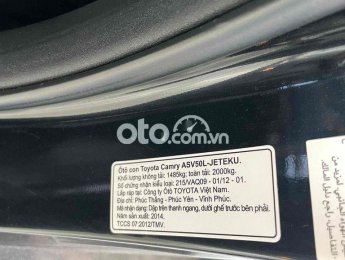 oto.com.vn
Ôtô con Toyota Camry ASV50L-JETEKU.
Khối lượng không tải: 1485kg; toàn tải: 2000kg.
Số chứng nhận kiểu loại: 215/VAQ09 - 01/12 - 01.
Lắp ráp tại: Công ty Ôtô TOYOTA Việt Nam.
Địa chỉ: Phúc Thắng - Phúc Yên - Vĩnh Phúc.
Năm sản xuất: 2014.
Số khung: Dập trên thanh ngang, dưới ghế trước bên phải.
TCCS 07:2012/TMV.